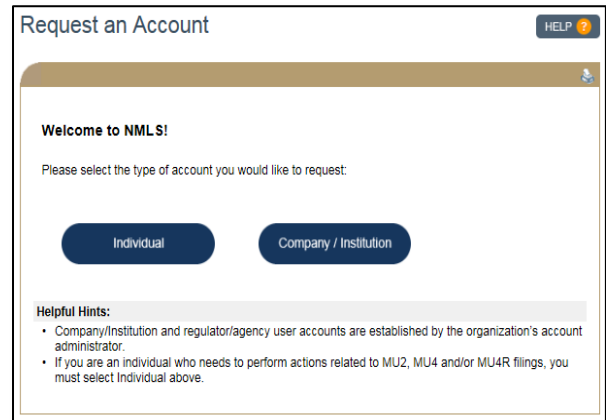 Request an Account
HELP ?
Welcome to NMLS!
Please select the type of account you would like to request:
Individual
Company / Institution
Helpful Hints:
• Company/Institution and regulator/agency user accounts are established by the organization's account
administrator.
• If you are an individual who needs to perform actions related to MU2, MU4 and/or MU4R filings, you
must select Individual above.